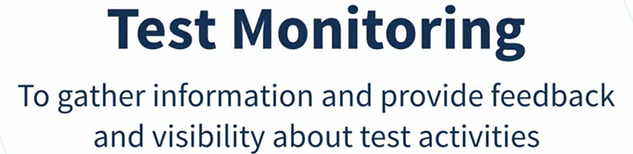 Test Monitoring
To gather information and provide feedback
and visibility about test activities